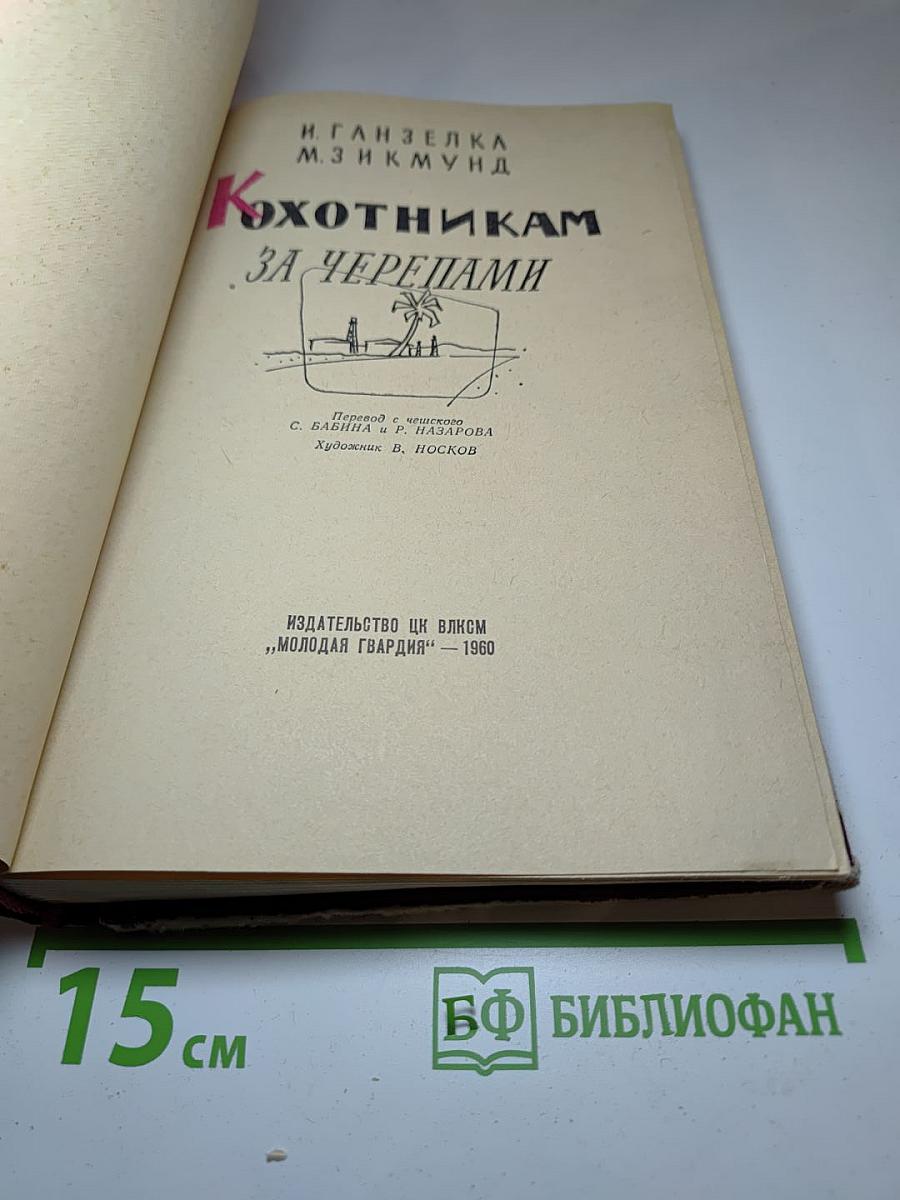 И. ГАНЗЕЛКА
М. ЗИКМУНД
К ОХОТНИКАМ
ЗА ЧЕРЕПАМИ
Перевод с чешского
С. БАБИНА и Р. НАЗАРОВА
Художник В. НОСКОВ
ИЗДАТЕЛЬСТВО ЦК ВЛКСМ
„МОЛОДАЯ ГВАРДИЯ“ — 1960
15 см
БФ БИБЛИОФАН